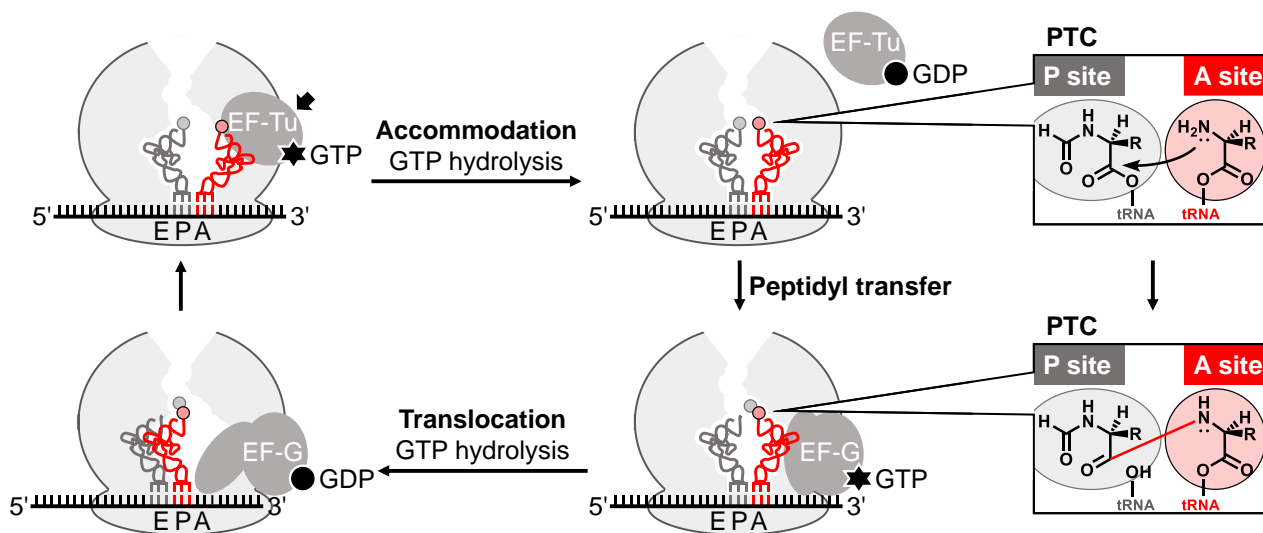 EF-Tu
GTP
5'
3'
E P A
Accommodation
GTP hydrolysis
EF-Tu
GDP
5'
3'
E P A
PTC
P site
A site
H
N
H
R
H
O
O
O
tRNA
H₂N
H
R
O
O
tRNA
Peptidyl transfer
PTC
P site
A site
H
N
H
R
H
O
O
OH
tRNA
H
N
H
R
O
O
tRNA
EF-G
GTP
5'
3'
E P A
Translocation
GTP hydrolysis
EF-G
GDP
5'
3'
E P A